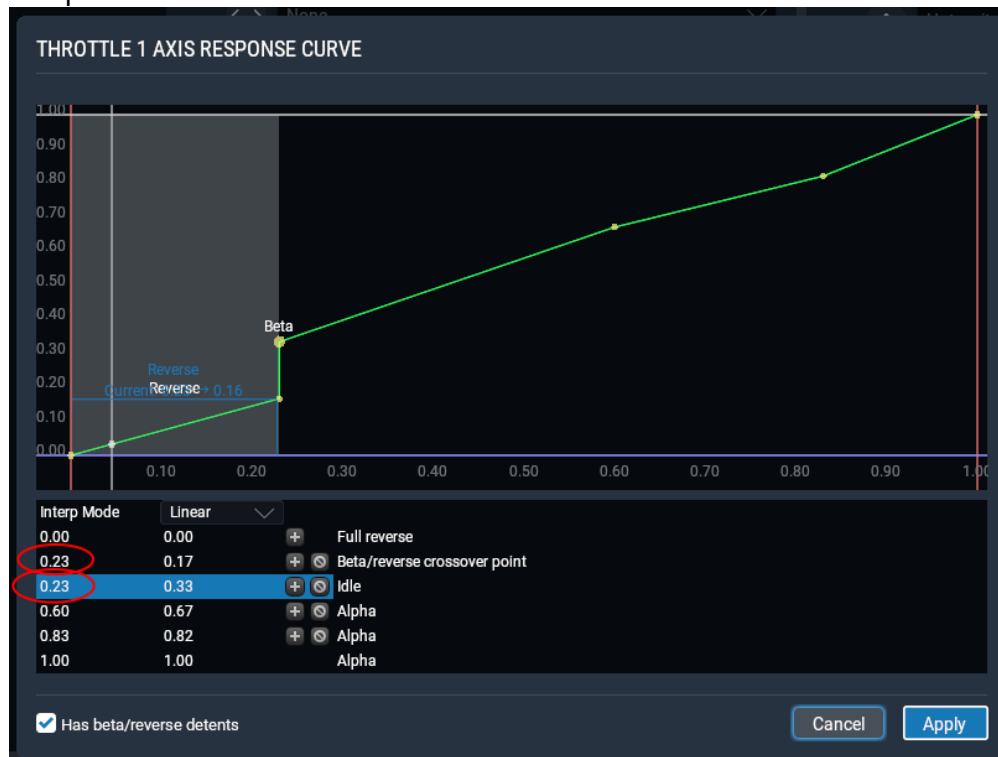 None
THROTTLE 1 AXIS RESPONSE CURVE
1.00
0.90
0.80
0.70
0.60
0.50
0.40
Beta
0.30
Reverse
0.20
Reverse
Current → 0.16
0.10
0.00
0.10 0.20 0.30 0.40 0.50 0.60 0.70 0.80 0.90 1.00
Interp Mode Linear
0.00 0.00 + Full reverse
0.23 0.17 + Beta/reverse crossover point
0.23 0.33 + Idle
0.60 0.67 + Alpha
0.83 0.82 + Alpha
1.00 1.00 Alpha
Has beta/reverse detents
Cancel Apply